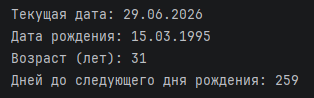 Текущая дата: 29.06.2026
Дата рождения: 15.03.1995
Возраст (лет): 31
Дней до следующего дня рождения: 259